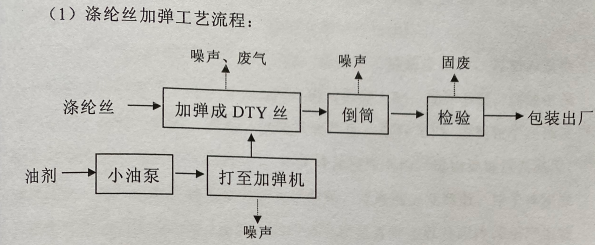 （1）涤纶丝加弹工艺流程：
噪声、废气 噪声 固废
涤纶丝 加弹成 DTY 丝 倒筒 检验 包装出厂
油剂 小油泵 打至加弹机
噪声